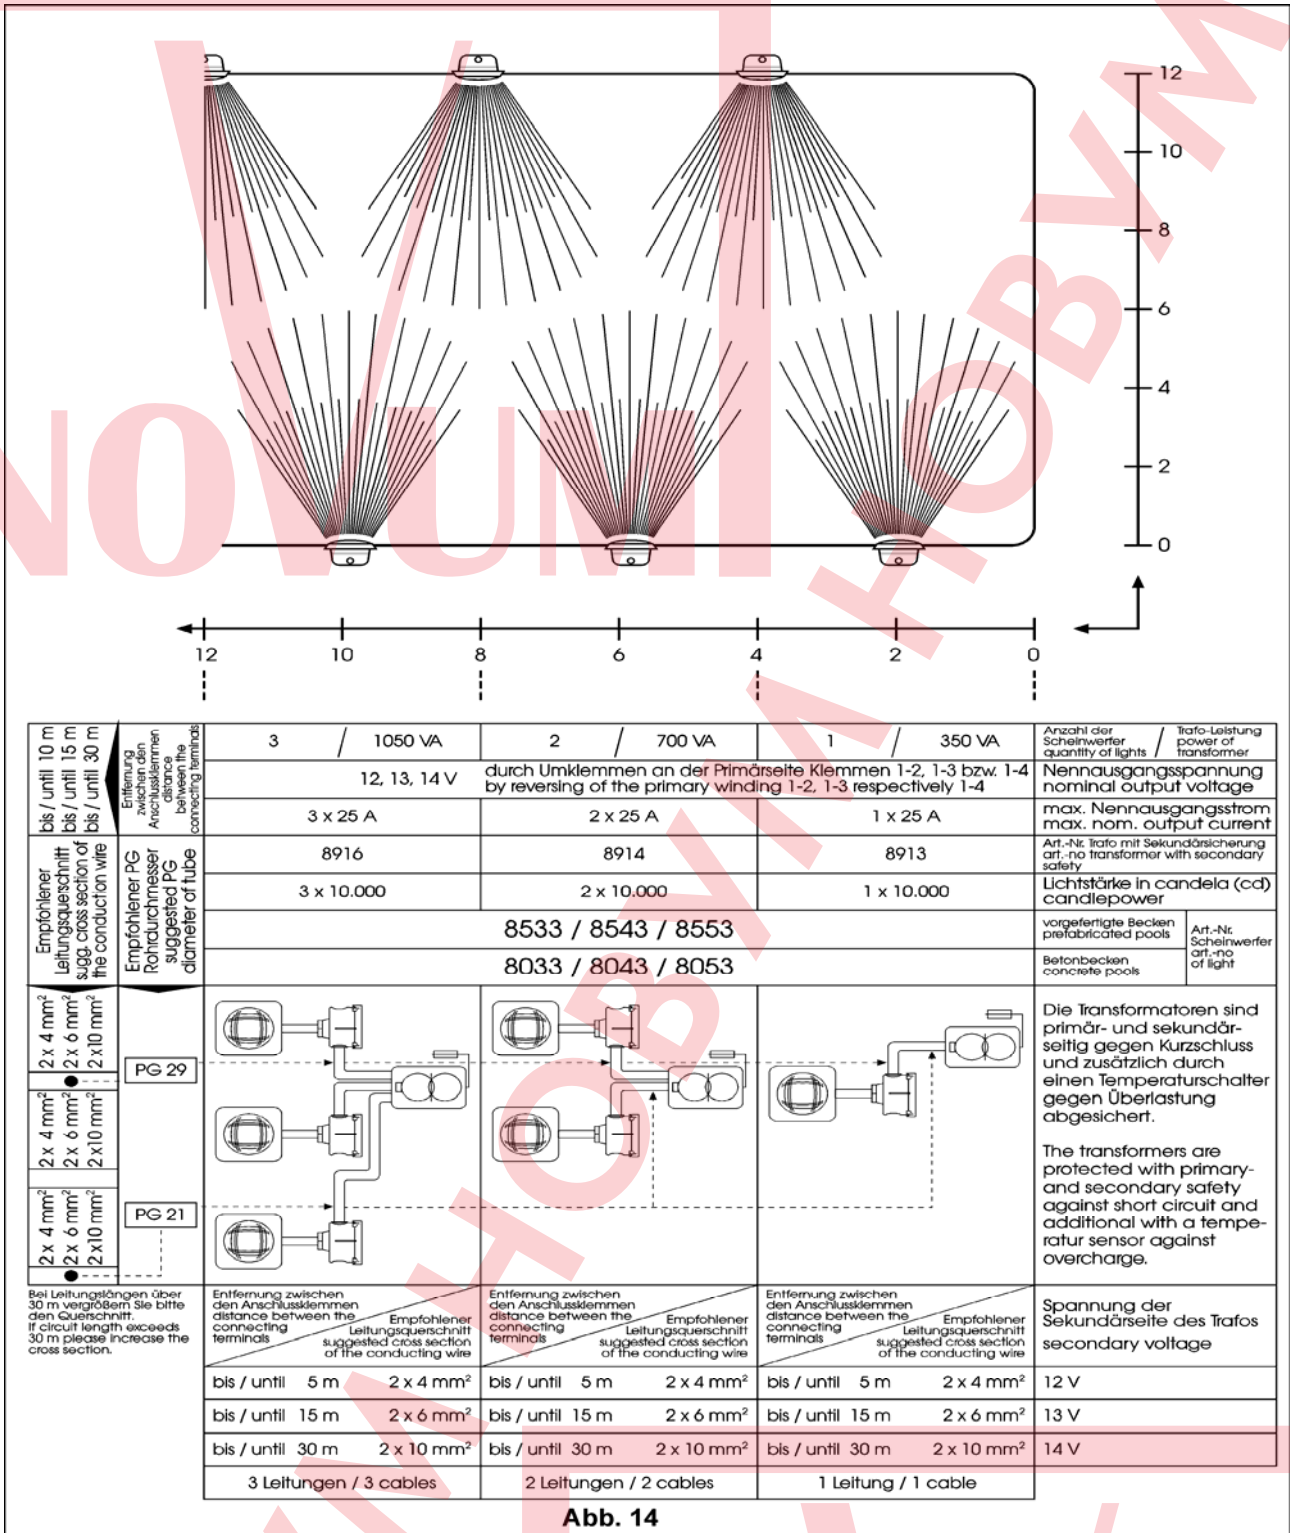 12
10
8
6
4
2
0
12
10
8
6
4
2
0
bis / until 10 m
bis / until 15 m
bis / until 30 m
Entfernung
zwischen den
Anschlussklemmen
distance
between the
connecting terminals
3 / 1050 VA
2 / 700 VA
1 / 350 VA
Anzahl der
Scheinwerfer
quantity of lights
/
Trafo-Leistung
power of
transformer
12, 13, 14 V
durch Umklemmen an der Primärseite Klemmen 1-2, 1-3 bzw. 1-4
by reversing of the primary winding 1-2, 1-3 respectively 1-4
Nennausgangsspannung
nominal output voltage
3 x 25 A
2 x 25 A
1 x 25 A
max. Nennausgangsstrom
max. nom. output current
Empfohlener
Leitungsquerschnitt
sugg. cross section of
the conduction wire
Empfohlener PG
Rohrdurchmesser
suggested PG
diameter of tube
8916
8914
8913
Art.-Nr. Trafo mit Sekundärsicherung
art.-no transformer with secondary
safety
3 x 10.000
2 x 10.000
1 x 10.000
Lichtstärke in candela (cd)
candlepower
8533 / 8543 / 8553
vorgefertigte Becken
prefabricated pools
8033 / 8043 / 8053
Betonbecken
concrete pools
Art.-Nr.
Scheinwerfer
art.-no
of light
2 x 4 mm²
2 x 6 mm²
2 x10 mm²
2 x 4 mm²
2 x 6 mm²
2 x10 mm²
2 x 4 mm²
2 x 6 mm²
2 x10 mm²
PG 29
PG 21
Die Transformatoren sind
primär- und sekundär-
seitig gegen Kurzschluss
und zusätzlich durch
einen Temperaturschalter
gegen Überlastung
abgesichert.
The transformers are
protected with primary-
and secondary safety
against short circuit and
additional with a tempe-
ratur sensor against
overcharge.
Bei Leitungslängen über
30 m vergrößern Sie bitte
den Querschnitt.
If circuit length exceeds
30 m please increase the
cross section.
Entfernung zwischen
den Anschlussklemmen
distance between the
connecting
terminals
Empfohlener
Leitungsquerschnitt
suggested cross section
of the conducting wire
Entfernung zwischen
den Anschlussklemmen
distance between the
connecting
terminals
Empfohlener
Leitungsquerschnitt
suggested cross section
of the conducting wire
Entfernung zwischen
den Anschlussklemmen
distance between the
connecting
terminals
Empfohlener
Leitungsquerschnitt
suggested cross section
of the conducting wire
Spannung der
Sekundärseite des Trafos
secondary voltage
bis / until 5 m 2 x 4 mm²
bis / until 5 m 2 x 4 mm²
bis / until 5 m 2 x 4 mm²
12 V
bis / until 15 m 2 x 6 mm²
bis / until 15 m 2 x 6 mm²
bis / until 15 m 2 x 6 mm²
13 V
bis / until 30 m 2 x 10 mm²
bis / until 30 m 2 x 10 mm²
bis / until 30 m 2 x 10 mm²
14 V
3 Leitungen / 3 cables
2 Leitungen / 2 cables
1 Leitung / 1 cable
Abb. 14
NOVUM
HOBYM
HOBYM